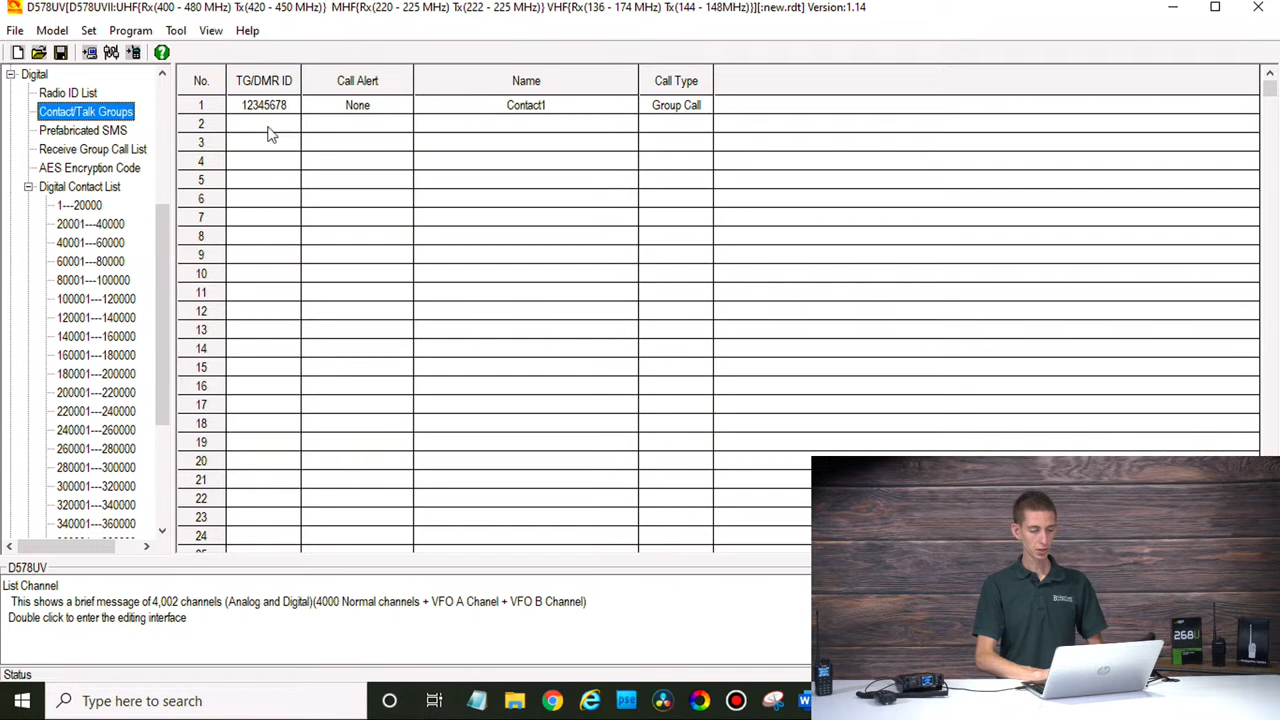 D578UV[D578UVII:UHF{Rx(400 - 480 MHz) Tx(420 - 450 MHz)} MHF{Rx(220 - 225 MHz) Tx(222 - 225 MHz)} VHF{Rx(136 - 174 MHz) Tx(144 - 148MHz)}][:new.rdt] Version:1.14
File Model Set Program Tool View Help
Digital
Radio ID List
Contact/Talk Groups
Prefabricated SMS
Receive Group Call List
AES Encryption Code
Digital Contact List
1---20000
20001---40000
40001---60000
60001---80000
80001---100000
100001---120000
120001---140000
140001---160000
160001---180000
180001---200000
200001---220000
220001---240000
240001---260000
260001---280000
280001---300000
300001---320000
320001---340000
340001---360000
No. TG/DMR ID Call Alert Name Call Type
1 12345678 None Contact1 Group Call
2
3
4
5
6
7
8
9
10
11
12
13
14
15
16
17
18
19
20
21
22
23
24
D578UV
List Channel
This shows a brief message of 4,002 channels (Analog and Digital)(4000 Normal channels + VFO A Chanel + VFO B Channel)
Double click to enter the editing interface
Status
Type here to search
pse
W
268U
hp